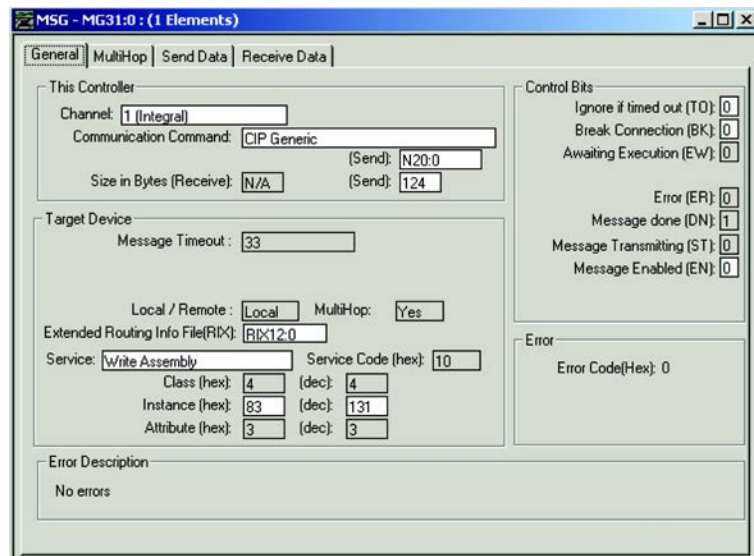 MSG - MG31:0 : (1 Elements)
General MultiHop Send Data Receive Data
This Controller
Channel: 1 (Integral)
Communication Command: CIP Generic
(Send): N20:0
Size in Bytes (Receive): N/A (Send): 124
Target Device
Message Timeout : 33
Local / Remote : Local MultiHop: Yes
Extended Routing Info File(RIX): RIX12:0
Service: Write Assembly Service Code (hex): 10
Class (hex): 4 (dec): 4
Instance (hex): 83 (dec): 131
Attribute (hex): 3 (dec): 3
Control Bits
Ignore if timed out (TO): 0
Break Connection (BK): 0
Awaiting Execution (EW): 0
Error (ER): 0
Message done (DN): 1
Message Transmitting (ST): 0
Message Enabled (EN): 0
Error
Error Code(Hex): 0
Error Description
No errors